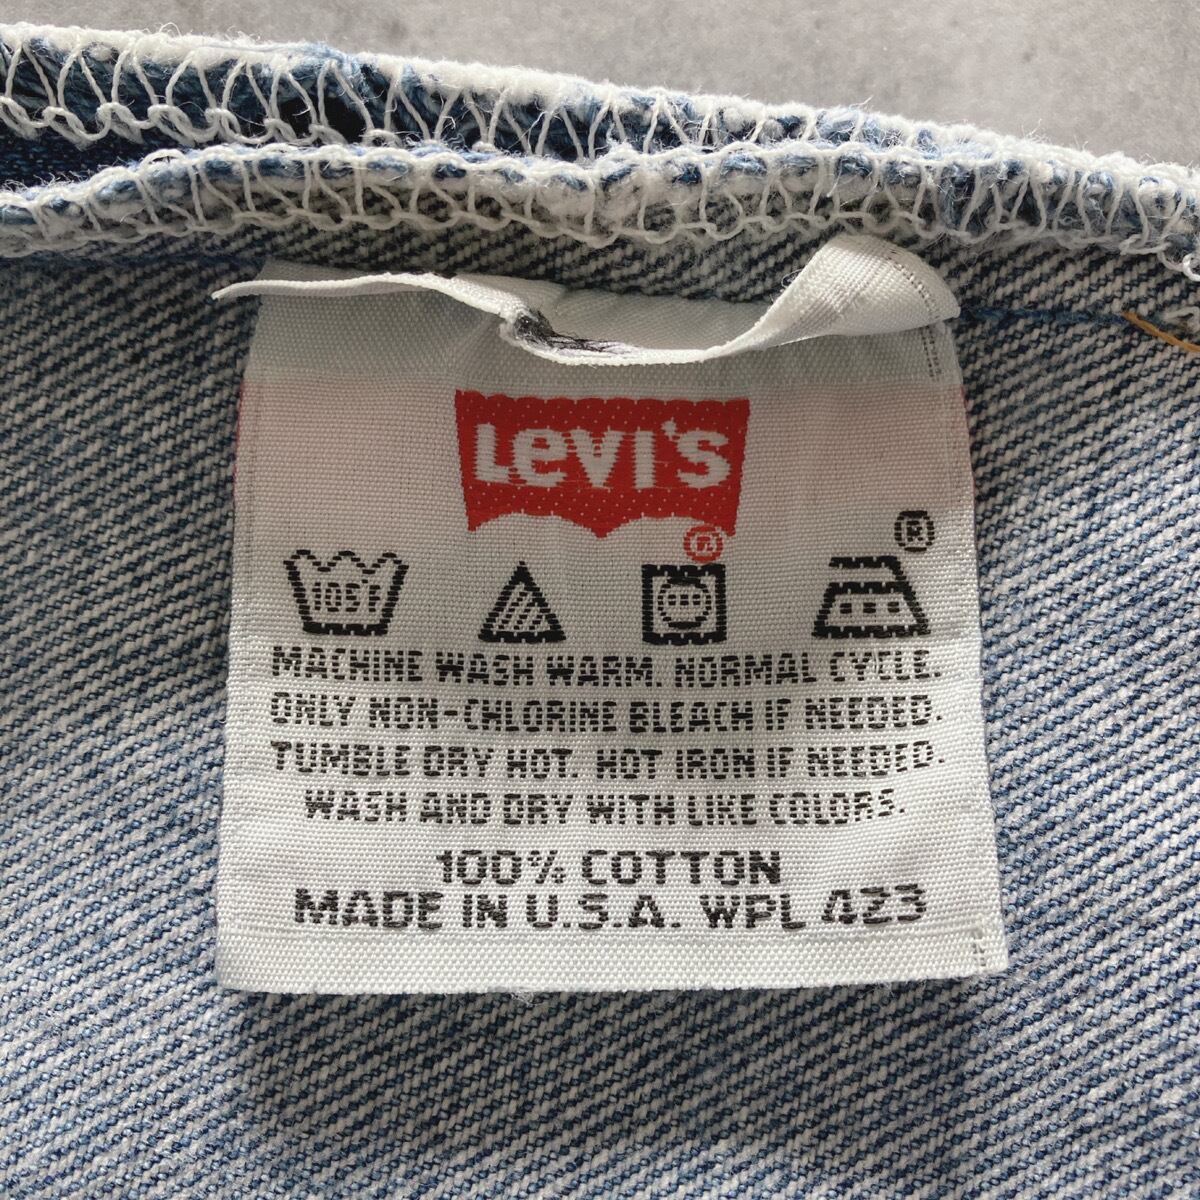 Levi's
®
®
105F
MACHINE WASH WARM. NORMAL CYCLE.
ONLY NON-CHLORINE BLEACH IF NEEDED.
TUMBLE DRY HOT. HOT IRON IF NEEDED.
WASH AND DRY WITH LIKE COLORS.
100% COTTON
MADE IN U.S.A. WPL 423